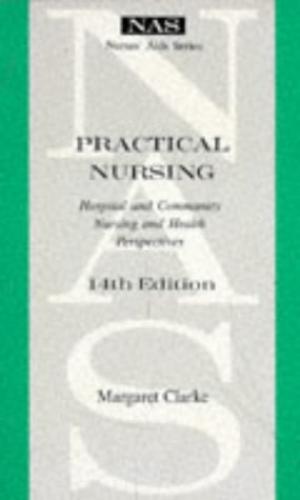 NAS
Nurses' Aids Series
PRACTICAL
NURSING
Hospital and Community
Nursing and Health
Perspectives
14th Edition
Margaret Clarke
N
A
S